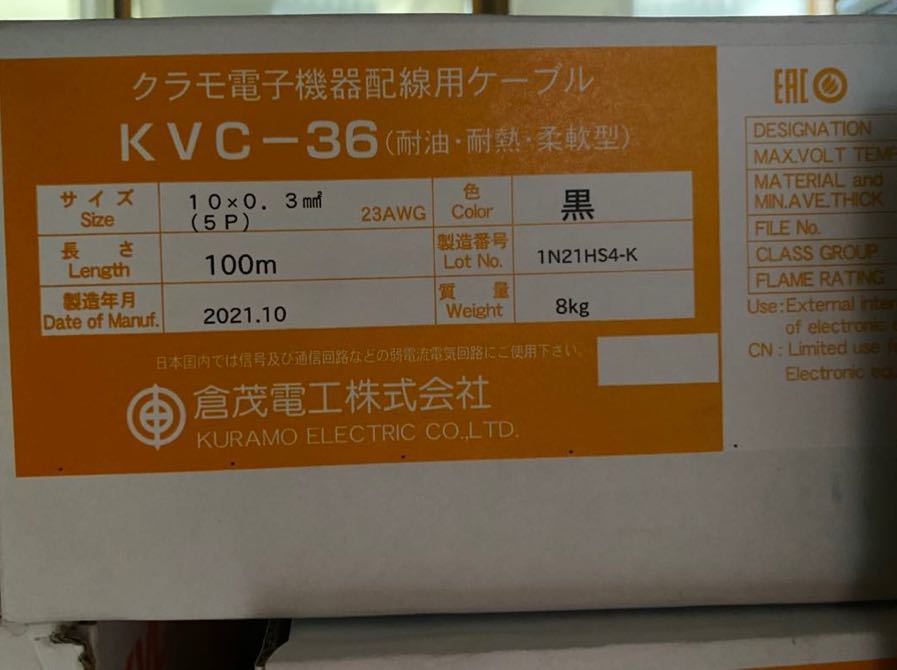 クラモ電子機器配線用ケーブル
KVC-36(耐油・耐熱・柔軟型)
サイズ
Size
10×0.3㎟
(5P)
23AWG
色
Color
黒
長さ
Length
100m
製造番号
Lot No.
1N21HS4-K
製造年月
Date of Manuf.
2021.10
質量
Weight
8kg
日本国内では信号及び通信回路などの弱電流電気回路にご使用下さい。
倉茂電工株式会社
KURAMO ELECTRIC CO.,LTD.
EAC
DESIGNATION
MAX.VOLT TEMP
MATERIAL and
MIN.AVE.THICK
FILE No.
CLASS GROUP
FLAME RATING
Use:External
of electronic
CN:Limited use
Electronic